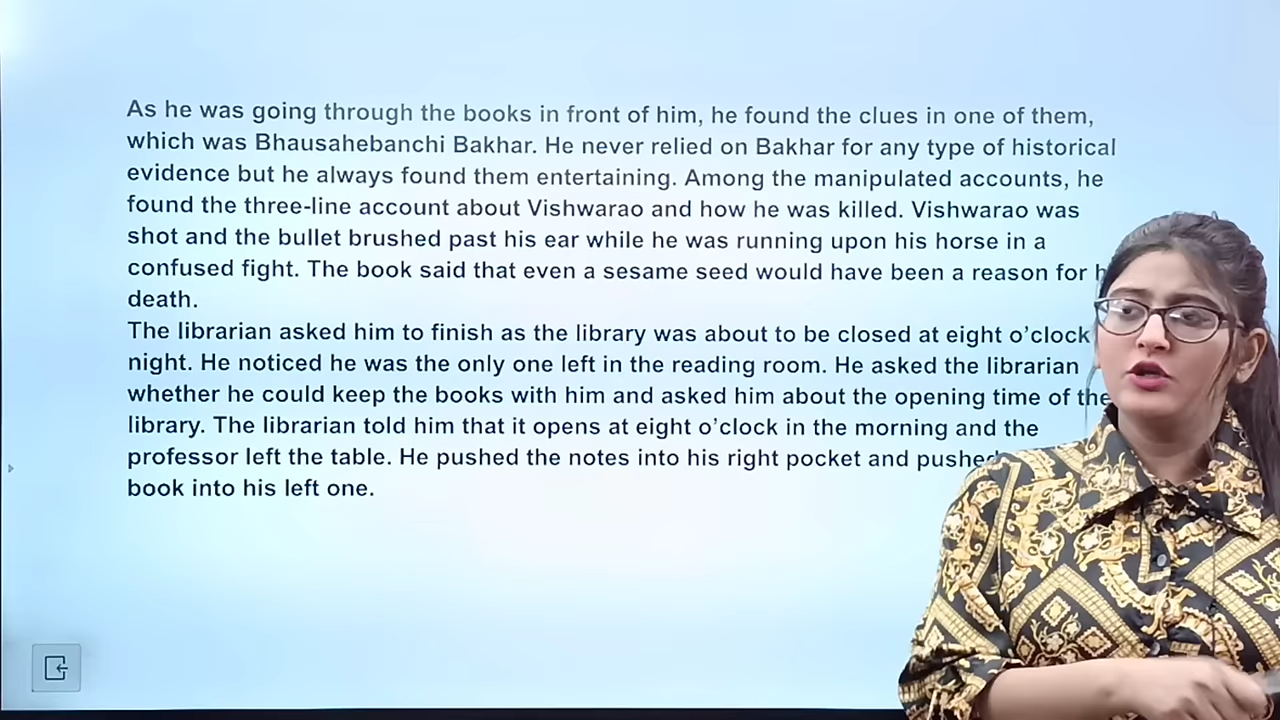 As he was going through the books in front of him, he found the clues in one of them,
which was Bhausahebanchi Bakhar. He never relied on Bakhar for any type of historical
evidence but he always found them entertaining. Among the manipulated accounts, he
found the three-line account about Vishwarao and how he was killed. Vishwarao was
shot and the bullet brushed past his ear while he was running upon his horse in a
confused fight. The book said that even a sesame seed would have been a reason for
death.
The librarian asked him to finish as the library was about to be closed at eight o’clock
night. He noticed he was the only one left in the reading room. He asked the librarian
whether he could keep the books with him and asked him about the opening time of the
library. The librarian told him that it opens at eight o’clock in the morning and the
professor left the table. He pushed the notes into his right pocket and pushed
book into his left one.